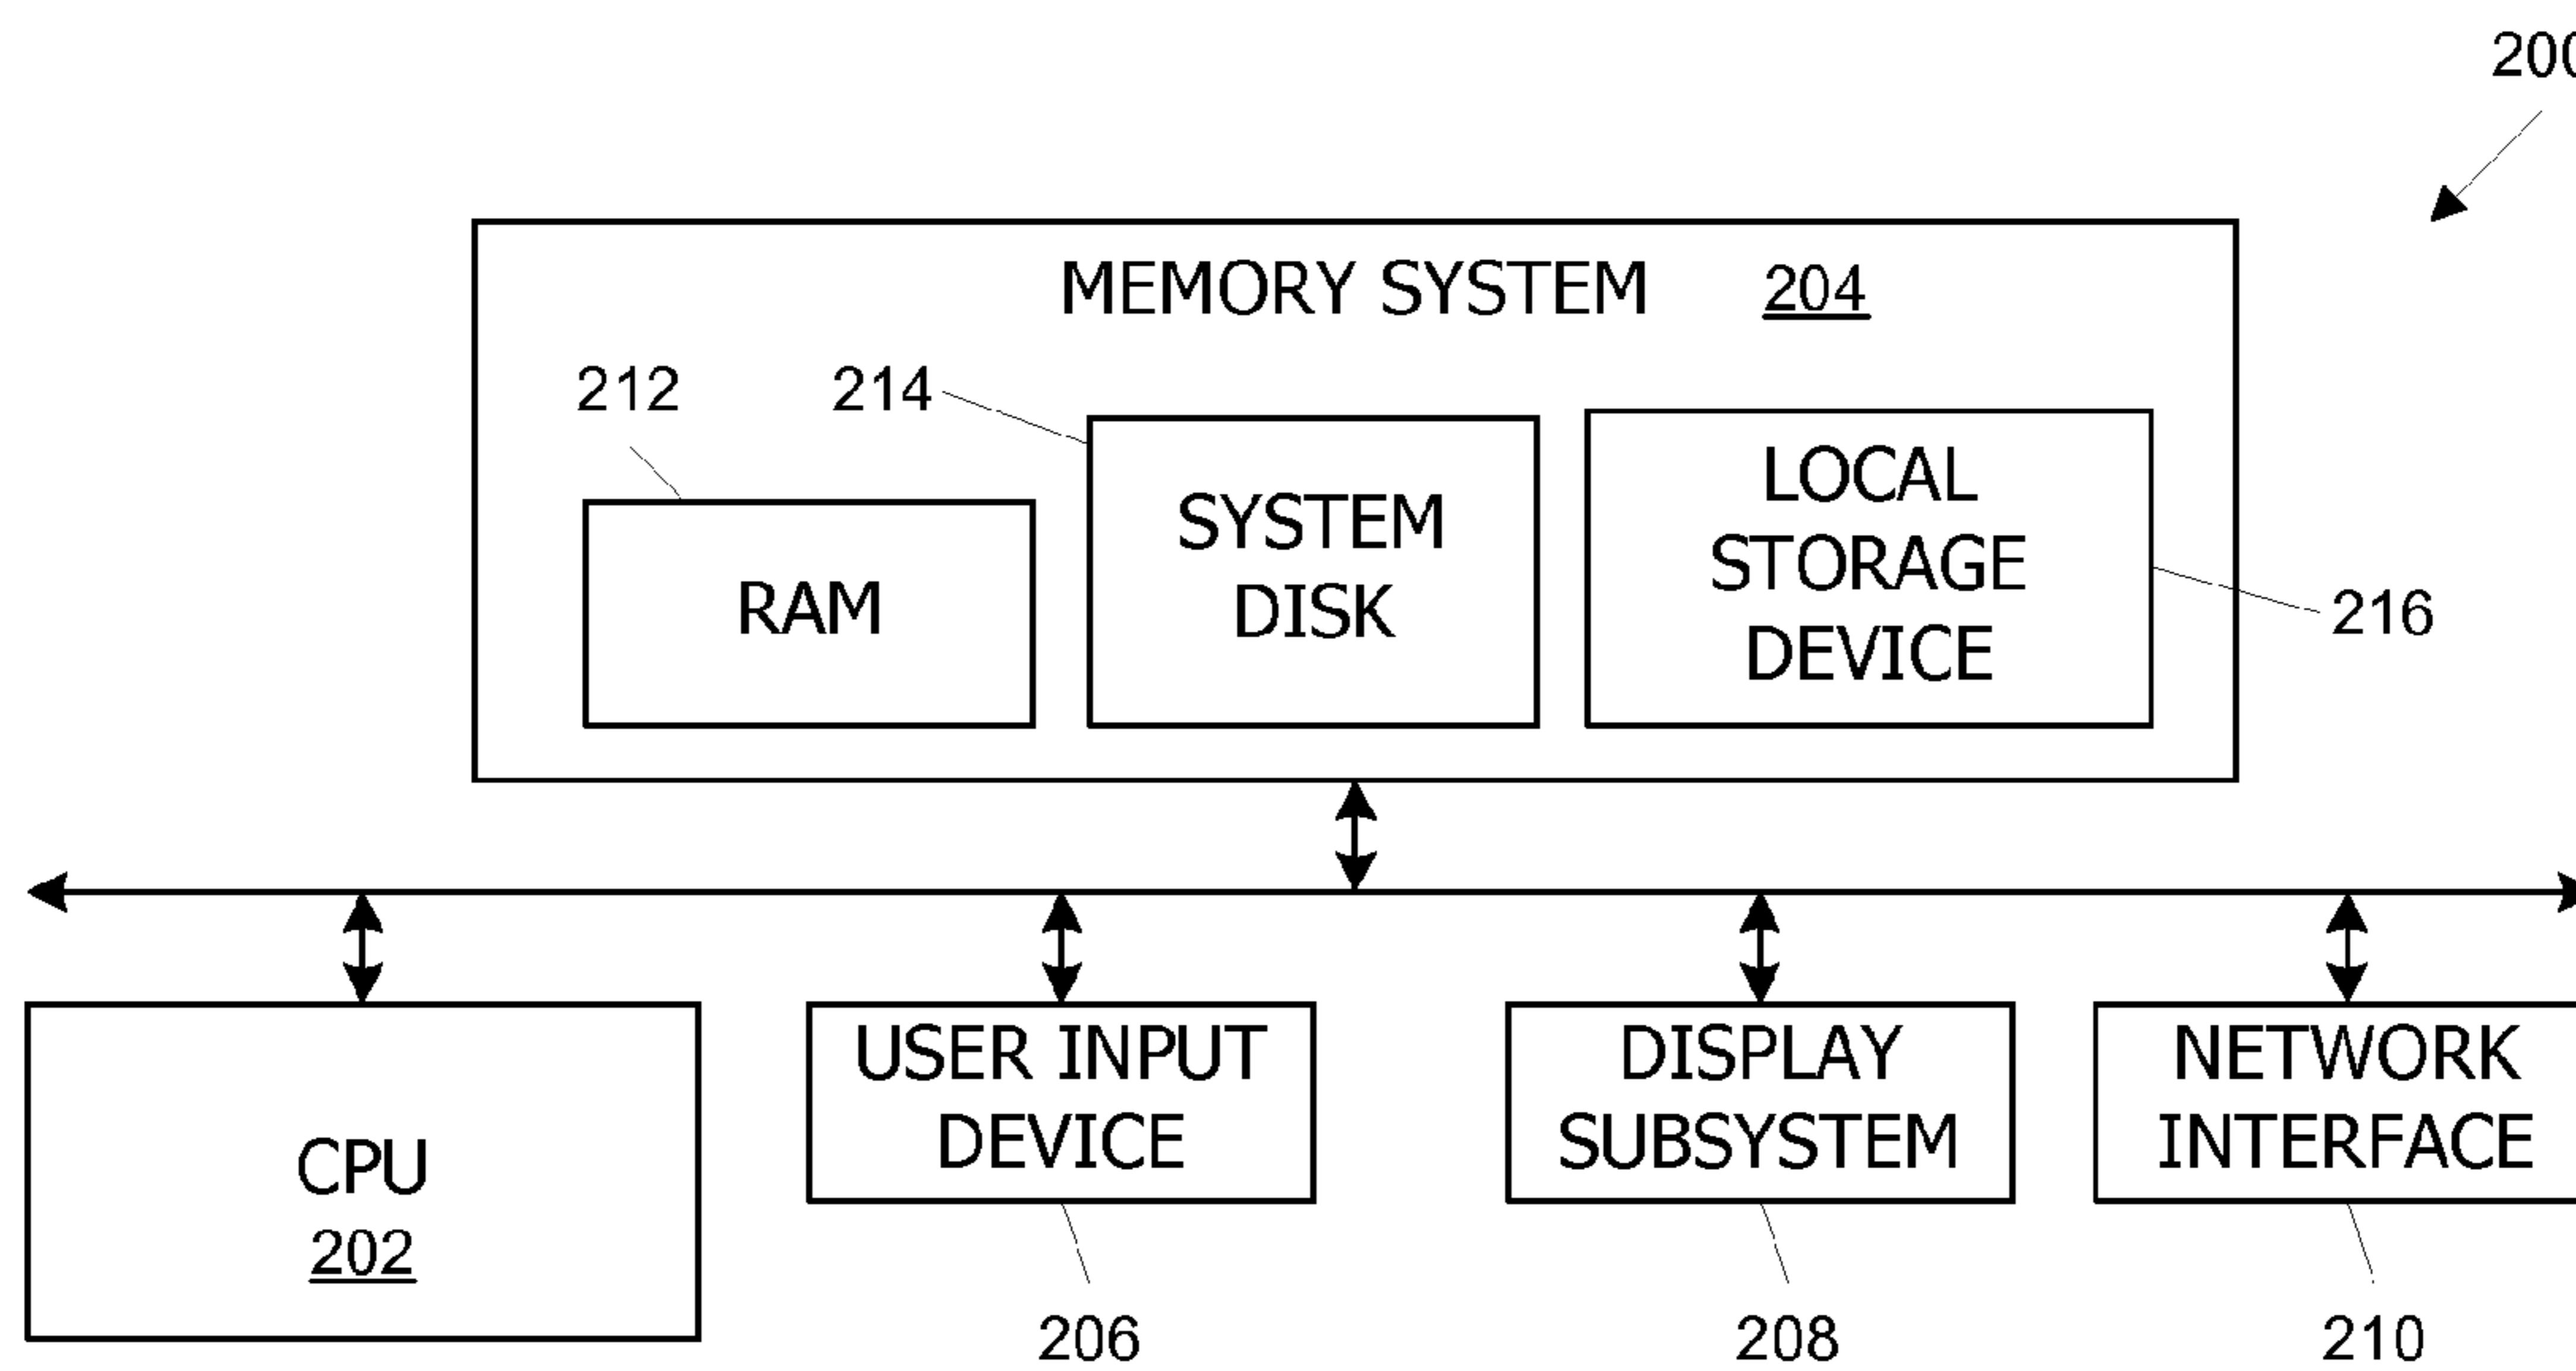 200
MEMORY SYSTEM 204
212
214
RAM
SYSTEM
DISK
LOCAL
STORAGE
DEVICE
216
CPU
202
USER INPUT
DEVICE
206
DISPLAY
SUBSYSTEM
208
NETWORK
INTERFACE
210